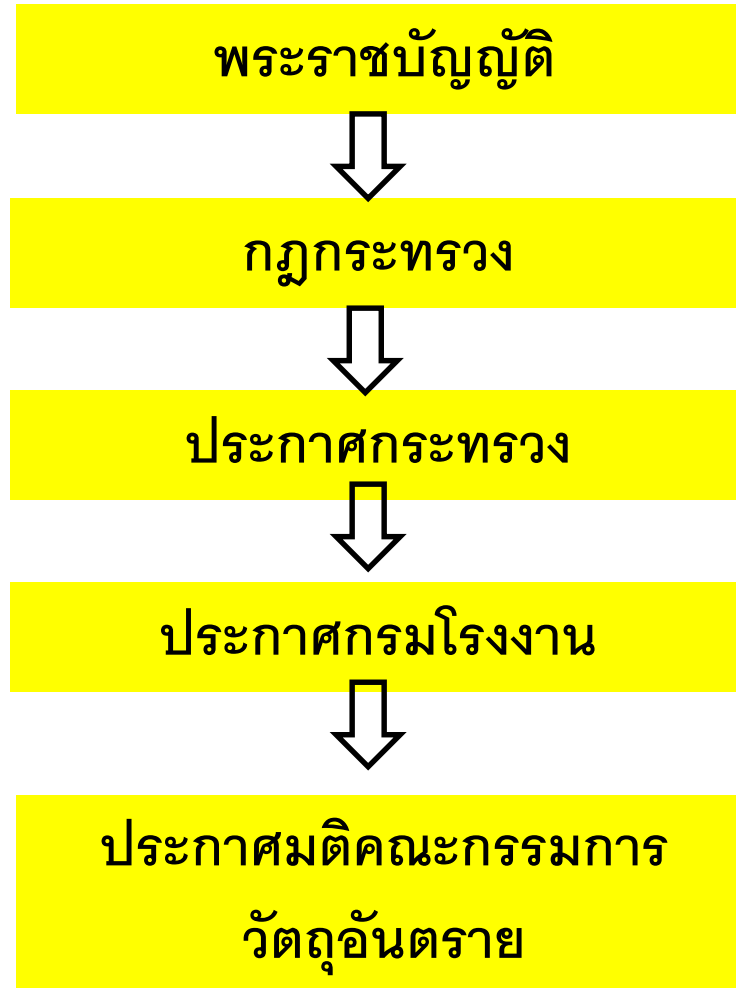 พระราชบัญญัติ
กฎกระทรวง
ประกาศกระทรวง
ประกาศกรมโรงงาน
ประกาศมติคณะกรรมการ
วัตถุอันตราย